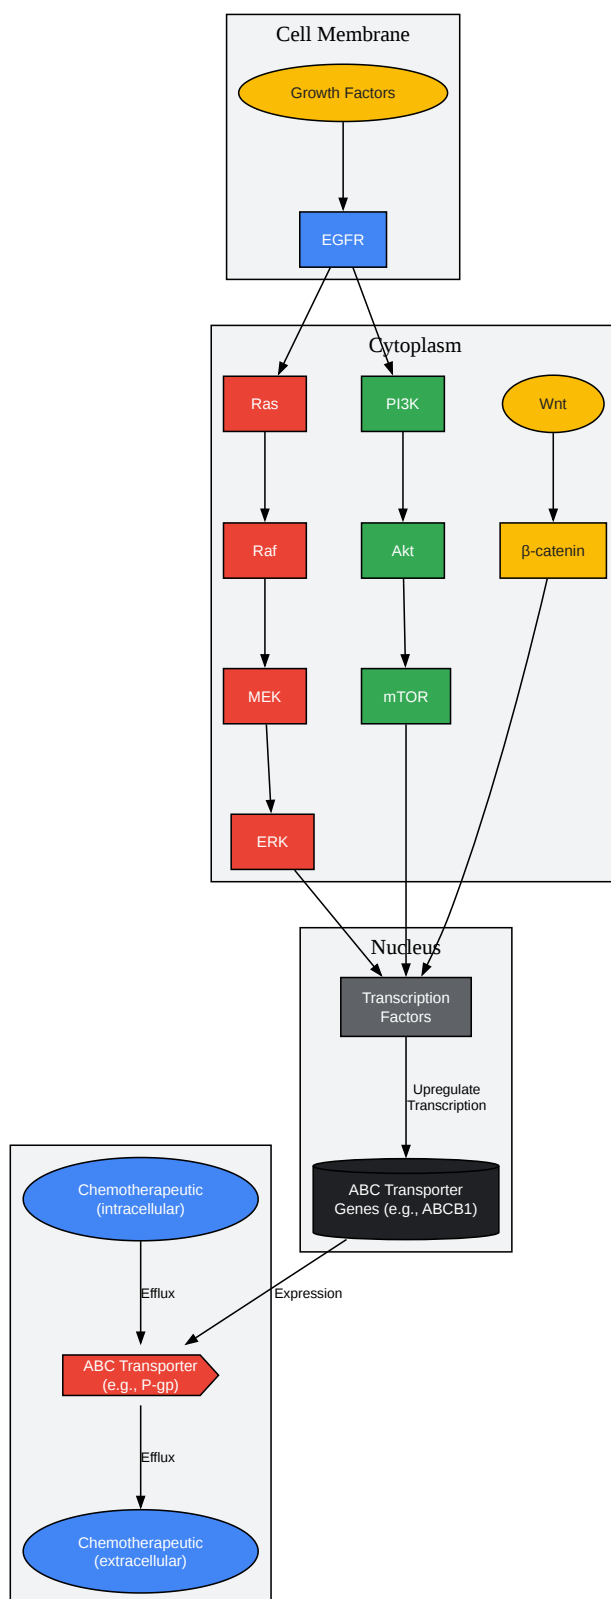 Cell Membrane
Growth Factors
EGFR
Cytoplasm
Ras
PI3K
Wnt
Raf
Akt
β-catenin
MEK
mTOR
ERK
Nucleus
Transcription
Factors
Upregulate
Transcription
ABC Transporter
Genes (e.g., ABCB1)
Chemotherapeutic
(intracellular)
Efflux
Expression
ABC Transporter
(e.g., P-gp)
Efflux
Chemotherapeutic
(extracellular)